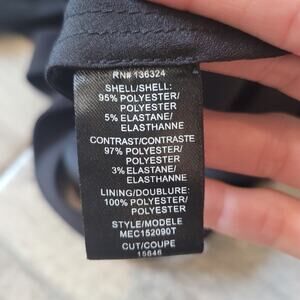 RN# 136324
SHELL/SHELL:
95% POLYESTER/
POLYESTER
5% ELASTANE/
ELASTHANNE
CONTRAST/CONTRASTE
97% POLYESTER/
POLYESTER
3% ELASTANE/
ELASTHANNE
LINING/DOUBLURE:
100% POLYESTER/
POLYESTER
STYLE/MODELE
MEC152090T
CUT/COUPE
15646